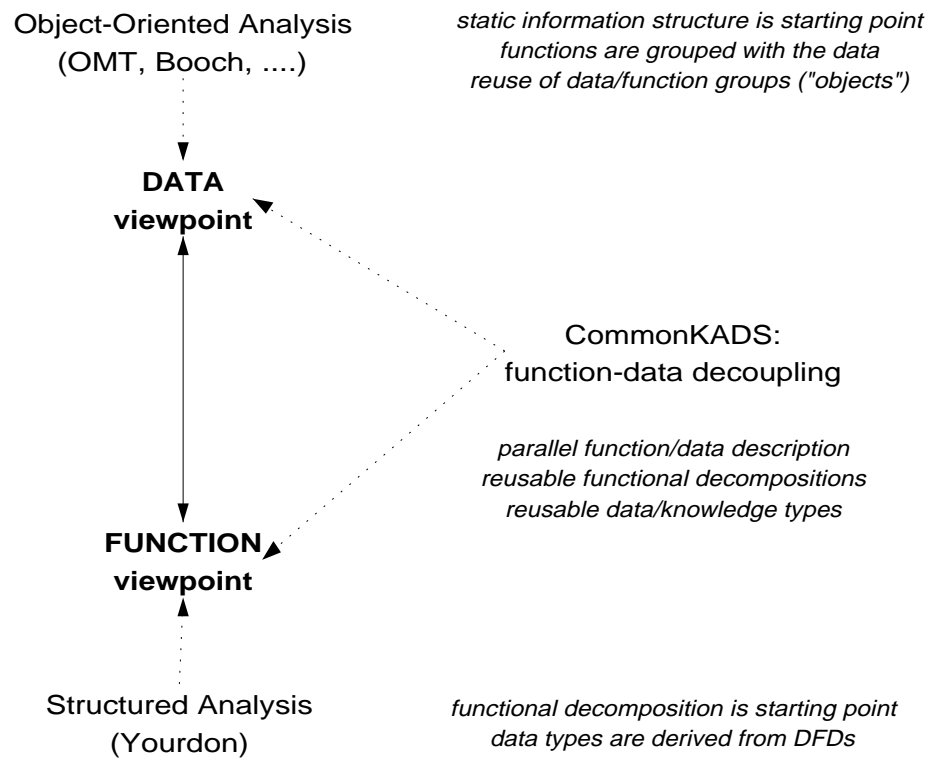 Object-Oriented Analysis
(OMT, Booch, ....)
static information structure is starting point
functions are grouped with the data
reuse of data/function groups ("objects")
DATA
viewpoint
CommonKADS:
function-data decoupling
parallel function/data description
reusable functional decompositions
reusable data/knowledge types
FUNCTION
viewpoint
Structured Analysis
(Yourdon)
functional decomposition is starting point
data types are derived from DFDs